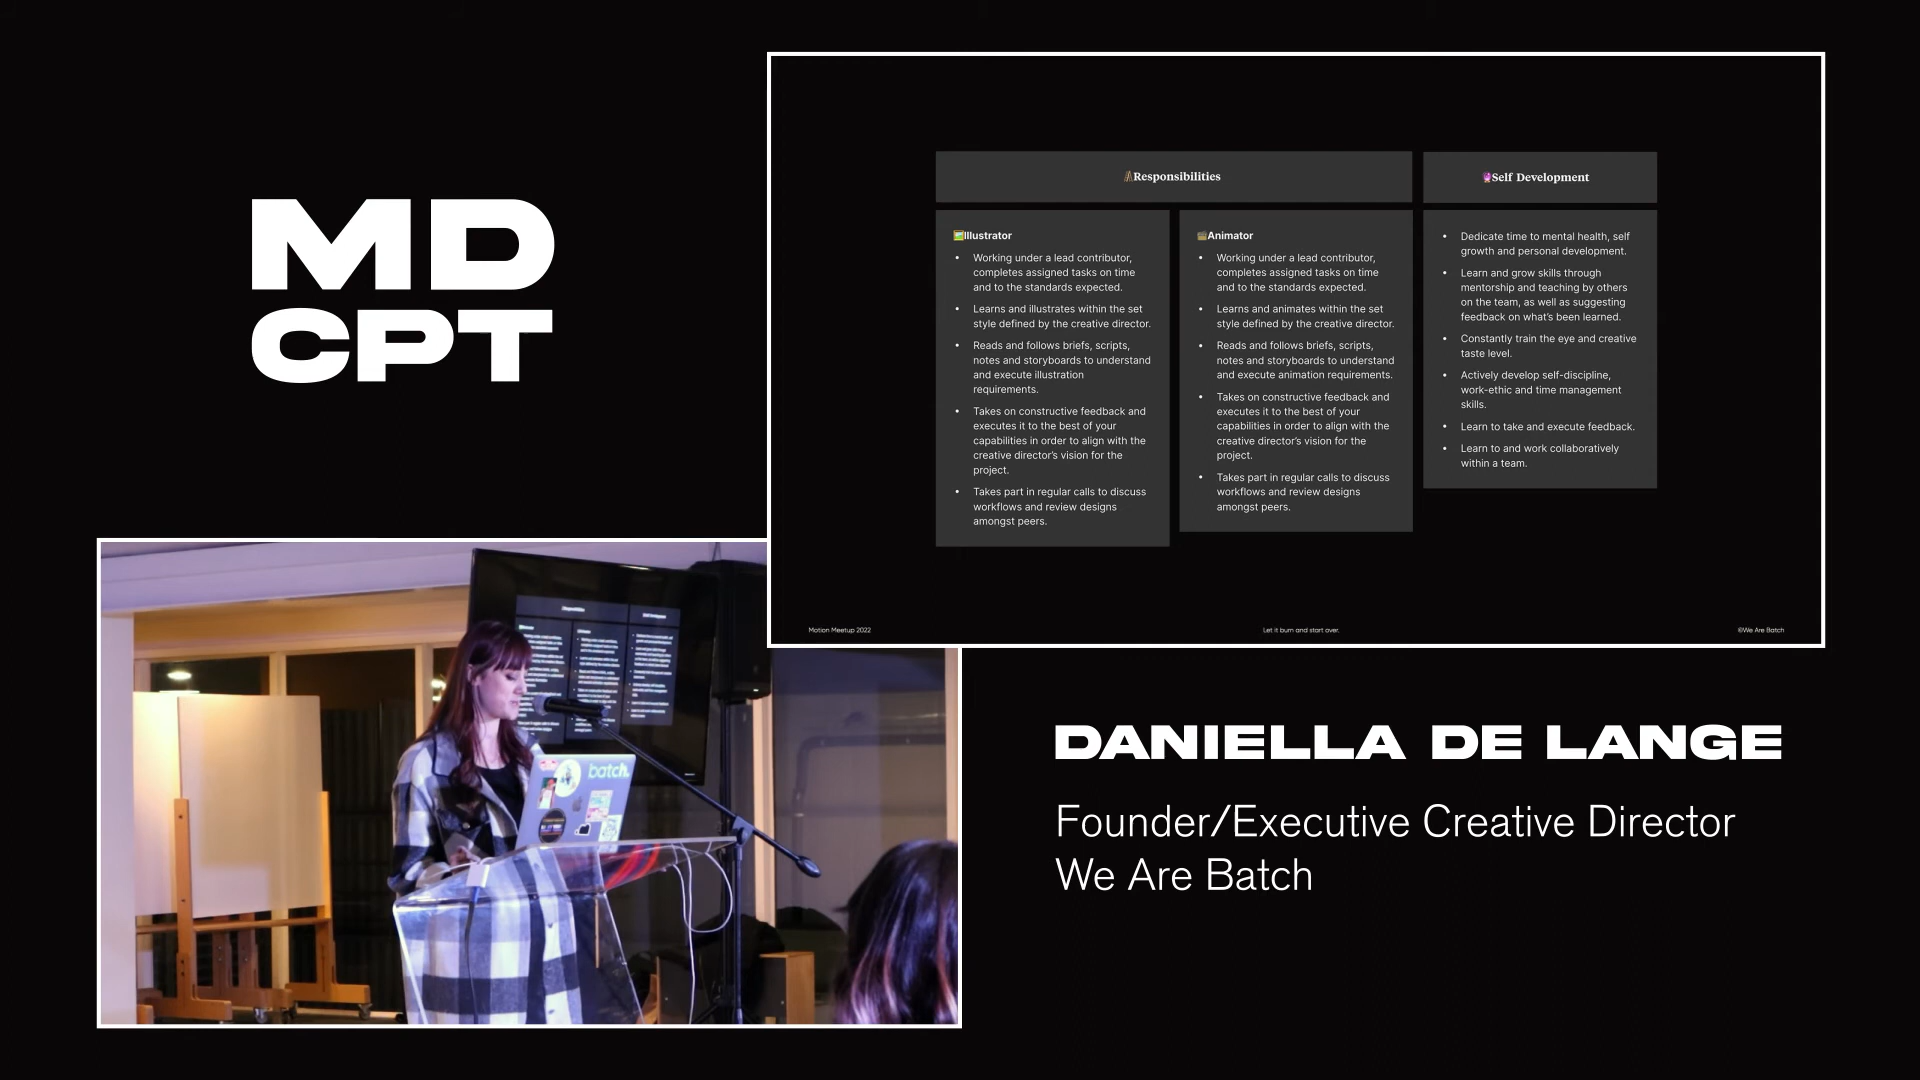 MD
CPT
Responsibilities
Self Development
Illustrator
Working under a lead contributor,
completes assigned tasks on time
and to the standards expected.
Learns and illustrates within the set
style defined by the creative director.
Reads and follows briefs, scripts,
notes and storyboards to understand
and execute illustration
requirements.
Takes on constructive feedback and
executes it to the best of your
capabilities in order to align with the
creative director's vision for the
project.
Takes part in regular calls to discuss
workflows and review designs
amongst peers.
Animator
Working under a lead contributor,
completes assigned tasks on time
and to the standards expected.
Learns and animates within the set
style defined by the creative director.
Reads and follows briefs, scripts,
notes and storyboards to understand
and execute animation requirements.
Takes on constructive feedback and
executes it to the best of your
capabilities in order to align with the
creative director's vision for the
project.
Takes part in regular calls to discuss
workflows and review designs
amongst peers.
Dedicate time to mental health, self
growth and personal development.
Learn and grow skills through
mentorship and teaching by others
on the team, as well as suggesting
feedback on what's been learned.
Constantly train the eye and creative
taste level.
Actively develop self-discipline,
work-ethic and time management
skills.
Learn to take and execute feedback.
Learn to and work collaboratively
within a team.
Motion Meetup 2022
Let it burn and start over.
©We Are Batch
batch.
DANIELLA DE LANGE
Founder/Executive Creative Director
We Are Batch